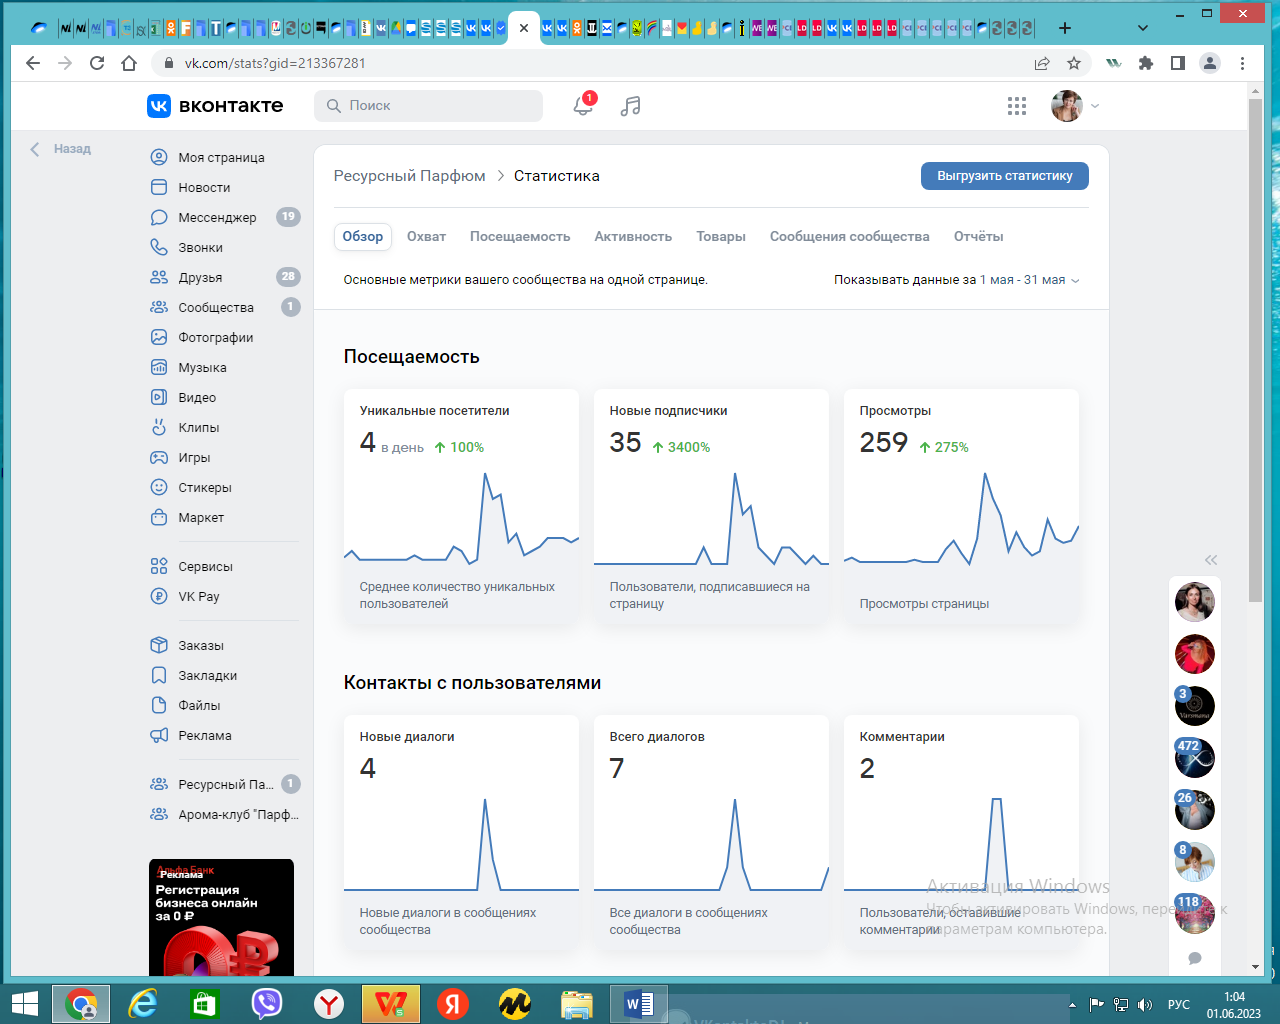 vk.com/stats?gid=213367281
вконтакте
Поиск
1
Назад
Моя страница
Новости
Мессенджер 19
Звонки
Друзья 28
Сообщества 1
Фотографии
Музыка
Видео
Клипы
Игры
Стикеры
Маркет
Сервисы
VK Pay
Заказы
Закладки
Файлы
Реклама
Ресурсный Па... 1
Арома-клуб "Парф...
Альфа Банк
Реклама
Регистрация
бизнеса онлайн
за 0 ₽
Ресурсный Парфюм > Статистика
Выгрузить статистику
Обзор Охват Посещаемость Активность Товары Сообщения сообщества Отчёты
Основные метрики вашего сообщества на одной странице.
Показывать данные за 1 мая - 31 мая
Посещаемость
Уникальные посетители
4 в день ↑ 100%
Среднее количество уникальных
пользователей
Новые подписчики
35 ↑ 3400%
Пользователи, подписавшиеся на
страницу
Просмотры
259 ↑ 275%
Просмотры страницы
Контакты с пользователями
Новые диалоги
4
Новые диалоги в сообщениях
сообщества
Всего диалогов
7
Все диалоги в сообщениях
сообщества
Комментарии
2
Пользователи, оставившие
комментарии
3
472
26
8
118
Активация Windows
Чтобы активировать Windows, перейдите к
параметрам компьютера.
РУС
1:04
01.06.2023